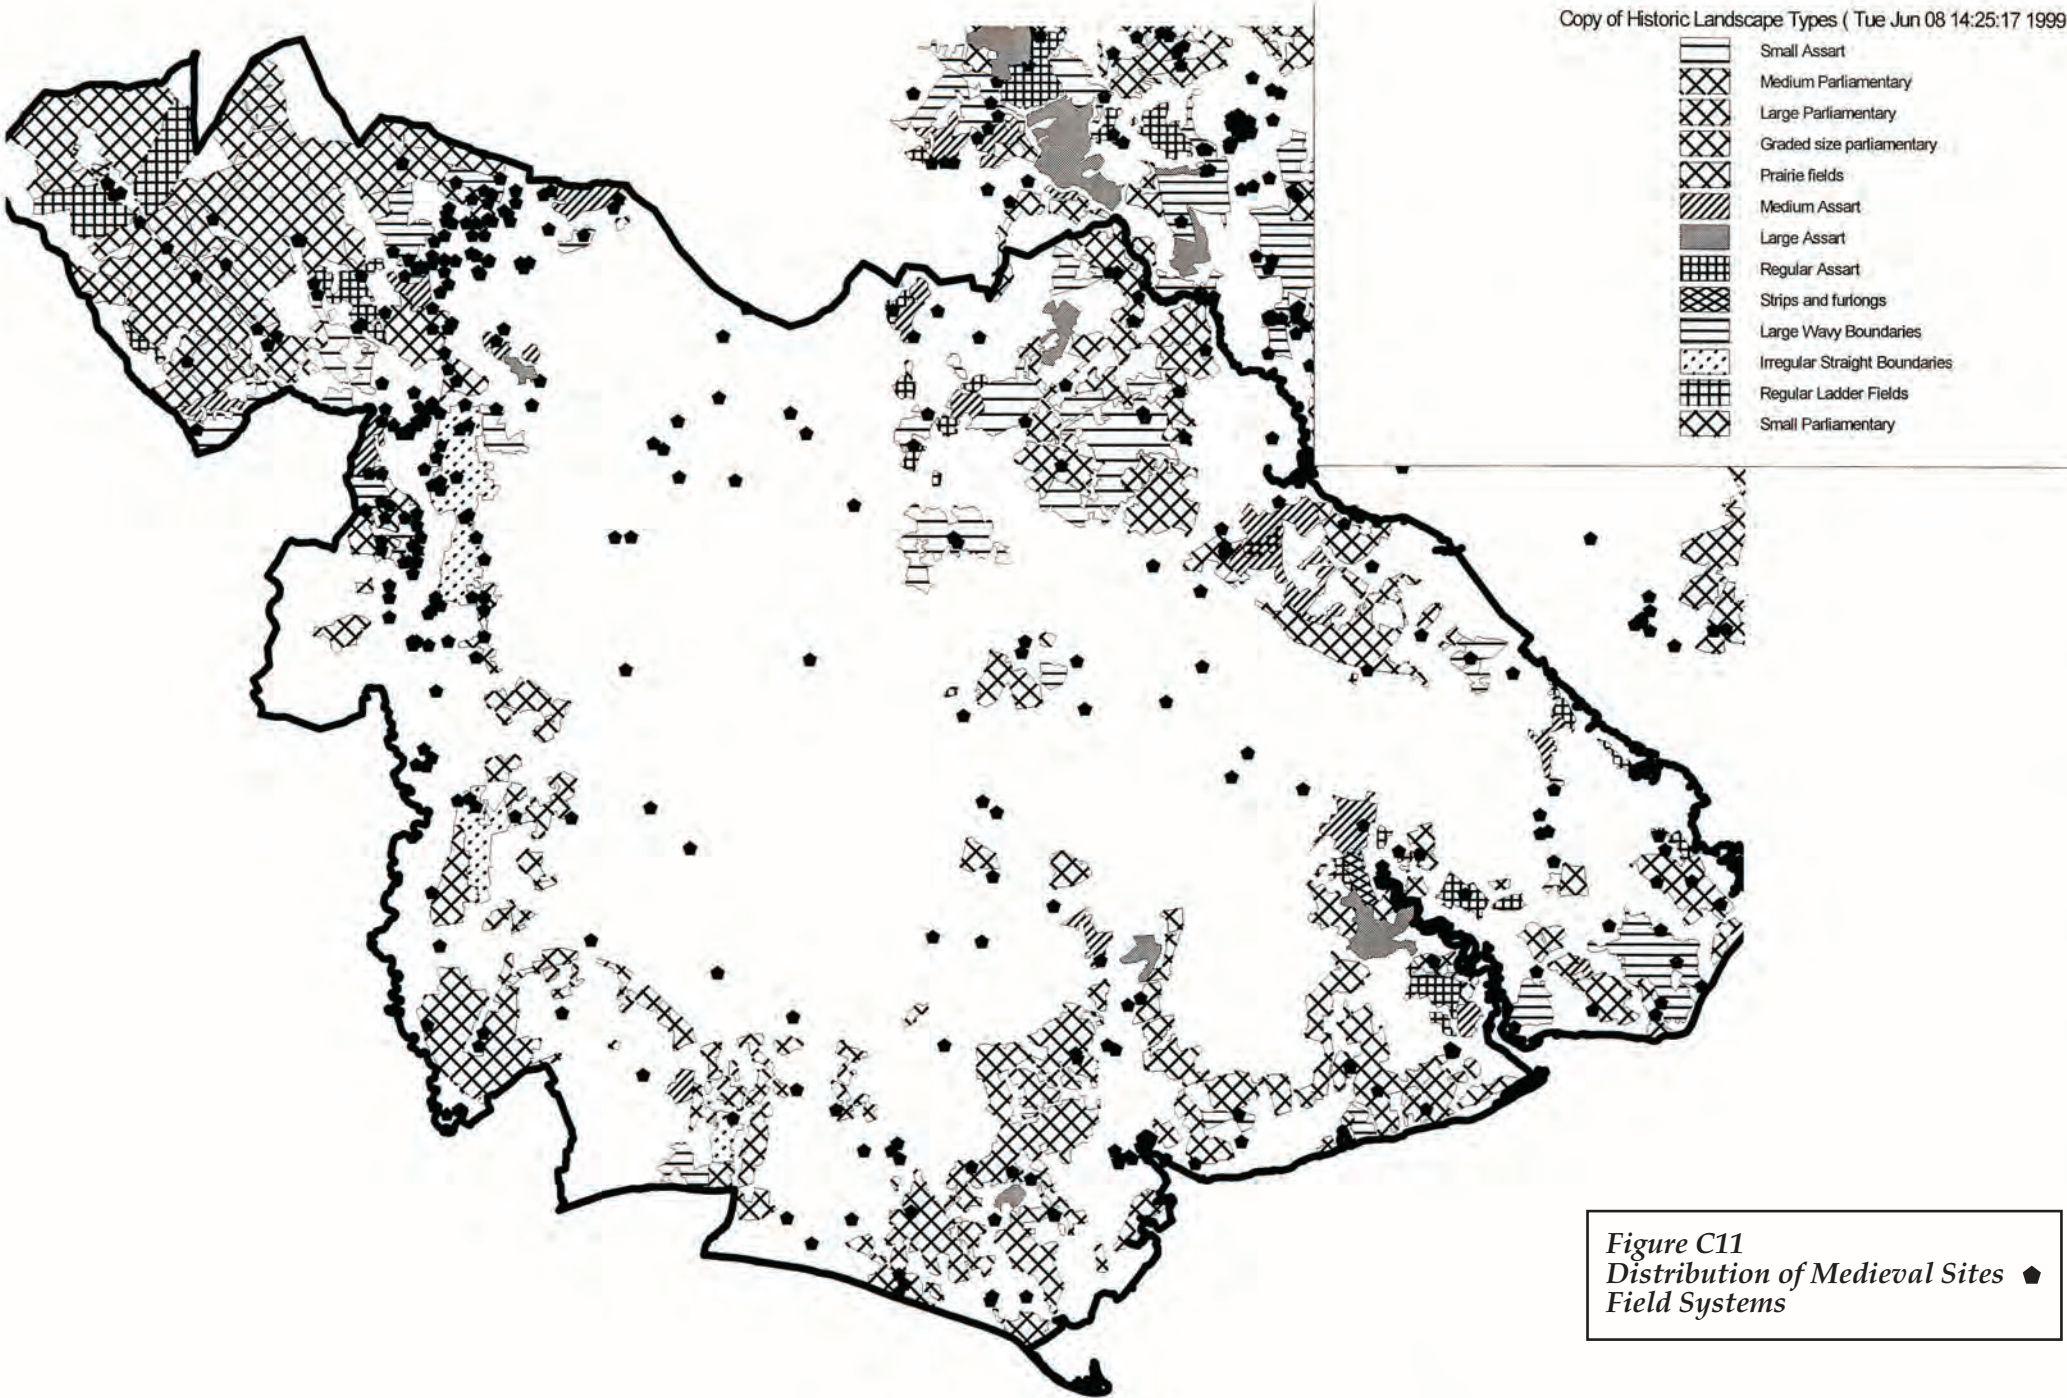 Copy of Historic Landscape Types ( Tue Jun 08 14:25:17 1999
Small Assart
Medium Parliamentary
Large Parliamentary
Graded size parliamentary
Prairie fields
Medium Assart
Large Assart
Regular Assart
Strips and furlongs
Large Wavy Boundaries
Irregular Straight Boundaries
Regular Ladder Fields
Small Parliamentary
Figure C11
Distribution of Medieval Sites
Field Systems